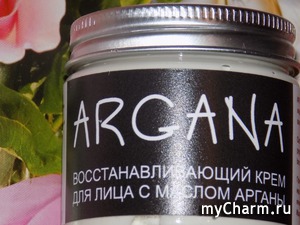 ARGANA
ВОССТАНАВЛИВАЮЩИЙ КРЕМ
ДЛЯ ЛИЦА С МАСЛОМ АРГАНЫ
myCharm.ru